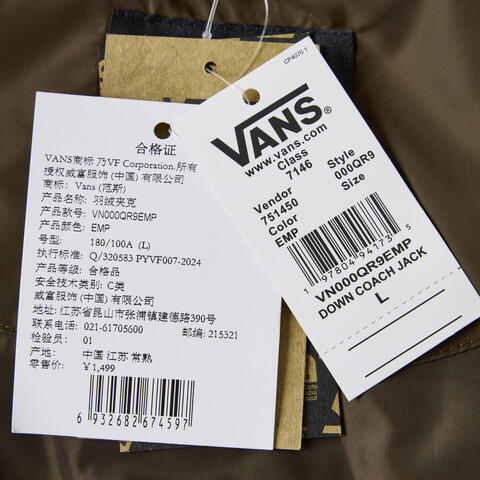 合格证
VANS商标 乃VF Corporation.所有
授权威富服饰 (中国) 有限公司
商标: Vans (范斯)
产品名称: 羽绒夹克
产品款号: VN000QR9EMP
产品颜色: EMP
号型: 180/100A (L)
执行标准: Q/320583 PYVF007-2024
产品等级: 合格品
安全技术类别: C类
威富服饰 (中国) 有限公司
地址: 江苏省昆山市张浦镇建德路390号
联系电话: 021-61705600 邮编: 215321
检验员: 01
产地: 中国 江苏 常熟
零售价: ¥1,499
6 932682 674597
CP4070 1
VANS®
www.vans.com
Class
7146
Style
000QR9
Size
Vendor
751450
Color
EMP
1 97804 94173 5
VN000QR9EMP
DOWN COACH JACK
L